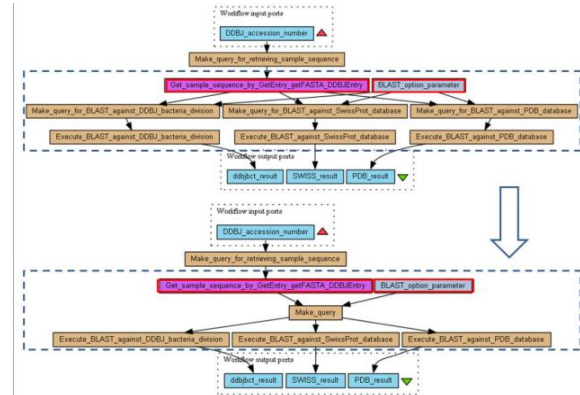 Workflow input ports
DDBJ_accession_number
Make_query_for_retrieving_sample_sequence
Get_sample_sequence_by_GetEntry_getFASTA_DDBJEntry BLAST_option_parameter
Make_query_for_BLAST_against_DDBJ_bacteria_division Make_query_for_BLAST_against_SwissProt_database Make_query_for_BLAST_against_PDB_database
Execute_BLAST_against_DDBJ_bacteria_division Execute_BLAST_against_SwissProt_database Execute_BLAST_against_PDB_database
Workflow output ports
ddbjbct_result SWISS_result PDB_result
Workflow input ports
DDBJ_accession_number
Make_query_for_retrieving_sample_sequence
Get_sample_sequence_by_GetEntry_getFASTA_DDBJEntry BLAST_option_parameter
Make_query
Execute_BLAST_against_DDBJ_bacteria_division Execute_BLAST_against_SwissProt_database Execute_BLAST_against_PDB_database
Workflow output ports
ddbjbct_result SWISS_result PDB_result